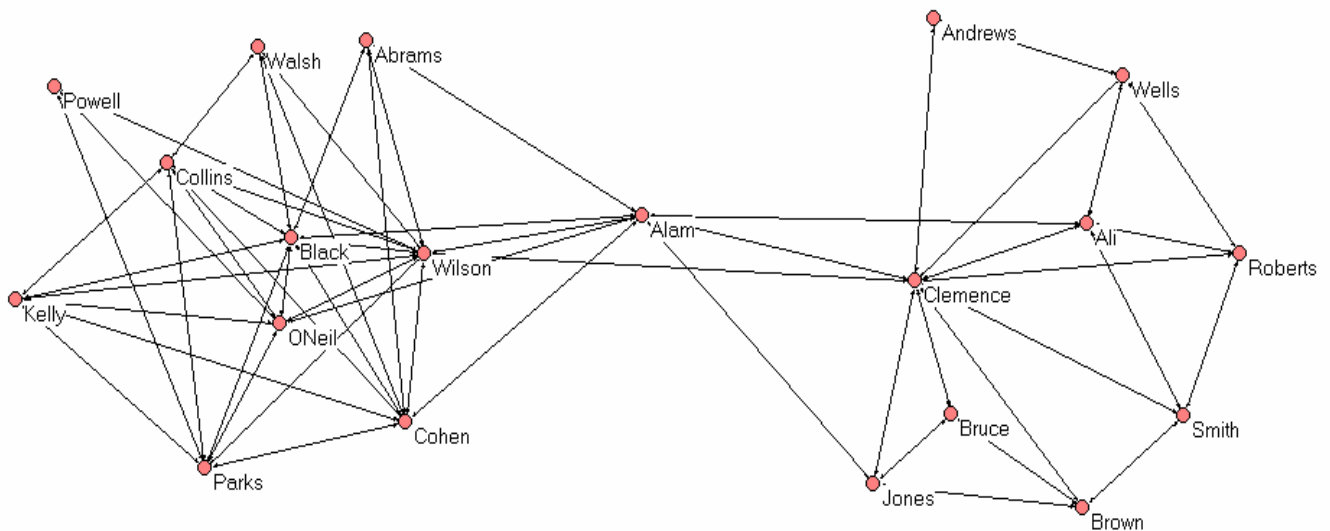 Andrews
Walsh
Abrams
Wells
Powell
Collins
Alam
Ali
Black
Wilson
Roberts
Clemence
Kelly
ONeil
Bruce
Smith
Cohen
Parks
Jones
Brown